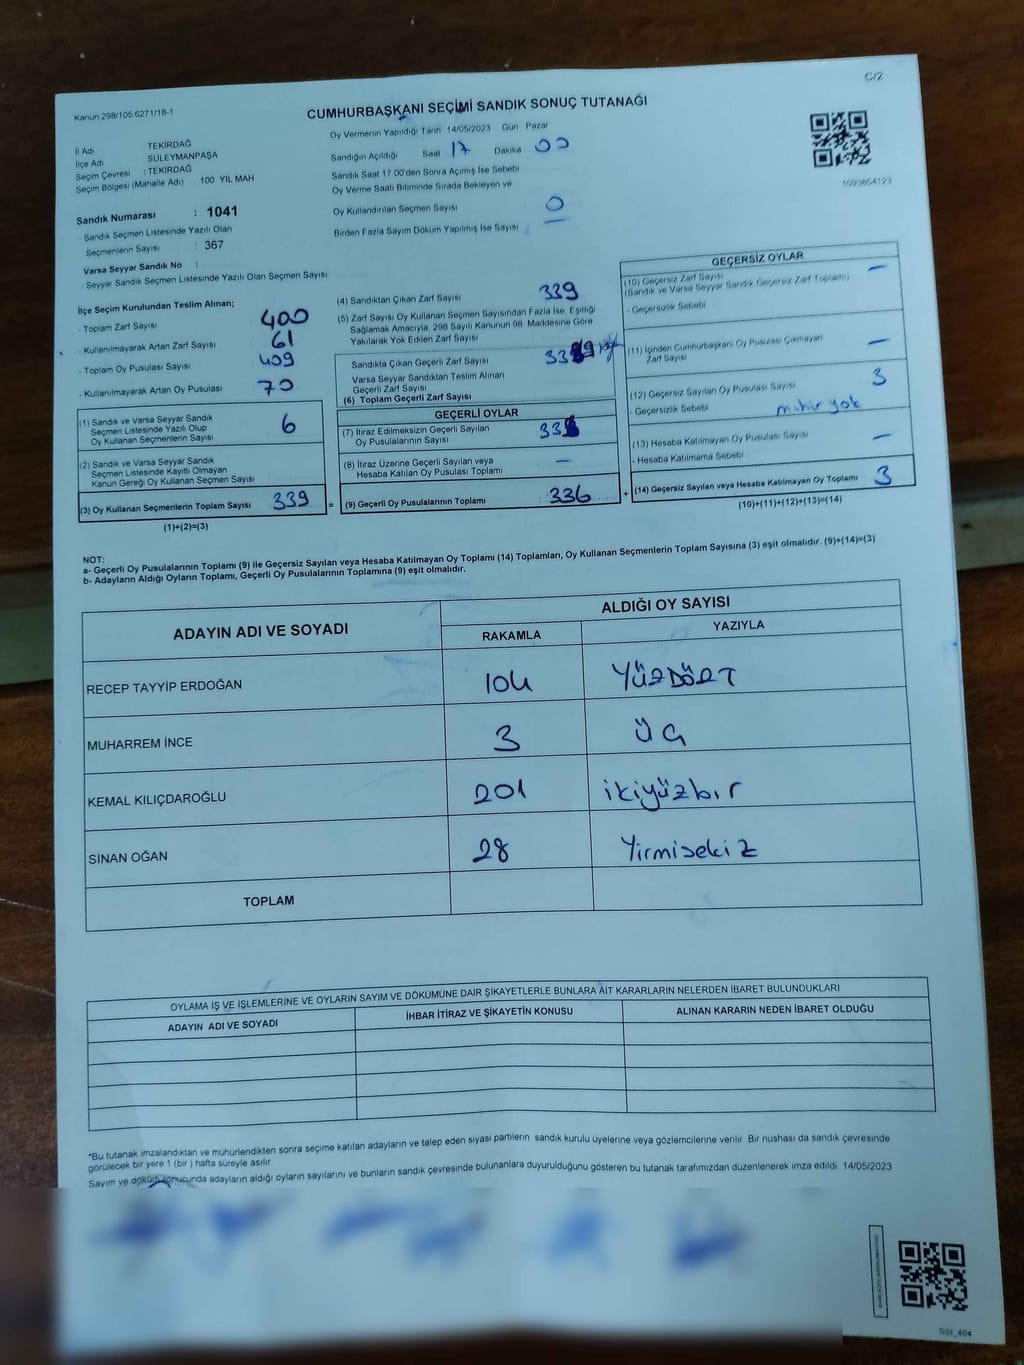 C/2
Kanun 298/105.6271/18-1
CUMHURBAŞKANI SEÇİMİ SANDIK SONUÇ TUTANAĞI
İl Adı TEKİRDAĞ
İlçe Adı SÜLEYMANPAŞA
Seçim Çevresi : TEKİRDAĞ
Seçim Bölgesi (Mahalle Adı) 100 YIL MAH
Sandık Numarası : 1041
- Sandık Seçmen Listesinde Yazılı Olan
Seçmenlerin Sayısı : 367
Varsa Seyyar Sandık No :
- Seyyar Sandık Seçmen Listesinde Yazılı Olan Seçmen Sayısı
Oy Vermenin Yapıldığı Tarih 14/05/2023 Gün Pazar
Sandığın Açıldığı Saat 17 Dakika 00
Sandık Saat 17 00'den Sonra Açımış İse Sebebi
Oy Verme Saati Bitiminde Sırada Bekleyen ve
Oy Kullandırılan Seçmen Sayısı 0
Birden Fazla Sayım Döküm Yapılmış İse Sayısı
1093654123
İlçe Seçim Kurulundan Teslim Alınan;
- Toplam Zarf Sayısı 400
- Kullanılmayarak Artan Zarf Sayısı 61
- Toplam Oy Pusulası Sayısı 409
- Kullanılmayarak Artan Oy Pusulası 70
(1) Sandık ve Varsa Seyyar Sandık
Seçmen Listesinde Yazılı Olup
Oy Kullanan Seçmenlerin Sayısı 6
(2) Sandık ve Varsa Seyyar Sandık
Seçmen Listesinde Kayıtlı Olmayan
Kanun Gereği Oy Kullanan Seçmen Sayısı
(3) Oy Kullanan Seçmenlerin Toplam Sayısı 339
(1)+(2)=(3)
(4) Sandıktan Çıkan Zarf Sayısı 339
(5) Zarf Sayısı Oy Kullanan Seçmen Sayısından Fazla İse, Eşitliği
Sağlamak Amacıyla, 298 Sayılı Kanunun 98. Maddesine Göre
Yakılarak Yok Edilen Zarf Sayısı
Sandıkta Çıkan Geçerli Zarf Sayısı
Varsa Seyyar Sandıktan Teslim Alınan
Geçerli Zarf Sayısı
(6) Toplam Geçerli Zarf Sayısı
GEÇERLİ OYLAR
(7) İtiraz Edilmeksizin Geçerli Sayılan
Oy Pusulalarının Sayısı
(8) İtiraz Üzerine Geçerli Sayılan veya
Hesaba Katılan Oy Pusulası Toplamı —
= (9) Geçerli Oy Pusulalarının Toplamı 336
GEÇERSİZ OYLAR
(10) Geçersiz Zarf Sayısı —
(Sandık ve Varsa Seyyar Sandık Geçersiz Zarf Toplamı)
- Geçersizlik Sebebi
(11) İçinden Cumhurbaşkanı Oy Pusulası Çıkmayan
Zarf Sayısı —
(12) Geçersiz Sayılan Oy Pusulası Sayısı 3
- Geçersizlik Sebebi mühür yok
(13) Hesaba Katılmayan Oy Pusulası Sayısı —
- Hesaba Katılmama Sebebi
+ (14) Geçersiz Sayılan veya Hesaba Katılmayan Oy Toplamı 3
(10)+(11)+(12)+(13)=(14)
NOT:
a- Geçerli Oy Pusulalarının Toplamı (9) ile Geçersiz Sayılan veya Hesaba Katılmayan Oy Toplamı (14) Toplamları, Oy Kullanan Seçmenlerin Toplam Sayısına (3) eşit olmalıdır. (9)+(14)=(3)
b- Adayların Aldığı Oyların Toplamı, Geçerli Oy Pusulalarının Toplamına (9) eşit olmalıdır.
ADAYIN ADI VE SOYADI ALDIĞI OY SAYISI
RAKAMLA YAZIYLA
RECEP TAYYİP ERDOĞAN 104 YÜZDÖRT
MUHARREM İNCE 3 üç
KEMAL KILIÇDAROĞLU 201 ikiyüzbir
SİNAN OĞAN 28 Yirmisekiz
TOPLAM
OYLAMA İŞ VE İŞLEMLERİNE VE OYLARIN SAYIM VE DÖKÜMÜNE DAİR ŞİKAYETLERLE BUNLARA AİT KARARLARIN NELERDEN İBARET BULUNDUKLARI
ADAYIN ADI VE SOYADI İHBAR İTİRAZ VE ŞİKAYETİN KONUSU ALINAN KARARIN NEDEN İBARET OLDUĞU
*Bu tutanak imzalandıktan ve mühürlendikten sonra seçime katılan adayların ve talep eden siyasi partilerin sandık kurulu üyelerine veya gözlemcilerine verilir. Bir nushası da sandık çevresinde
görülecek bir yere 1 (bir ) hafta süreyle asılır.
Sayım ve döküm sonucunda adayların aldığı oyların sayılarını ve bunların sandık çevresinde bulunanlara duyurulduğunu gösteren bu tutanak tarafımızdan düzenlenerek imza edildi. 14/05/2023
SSI_404